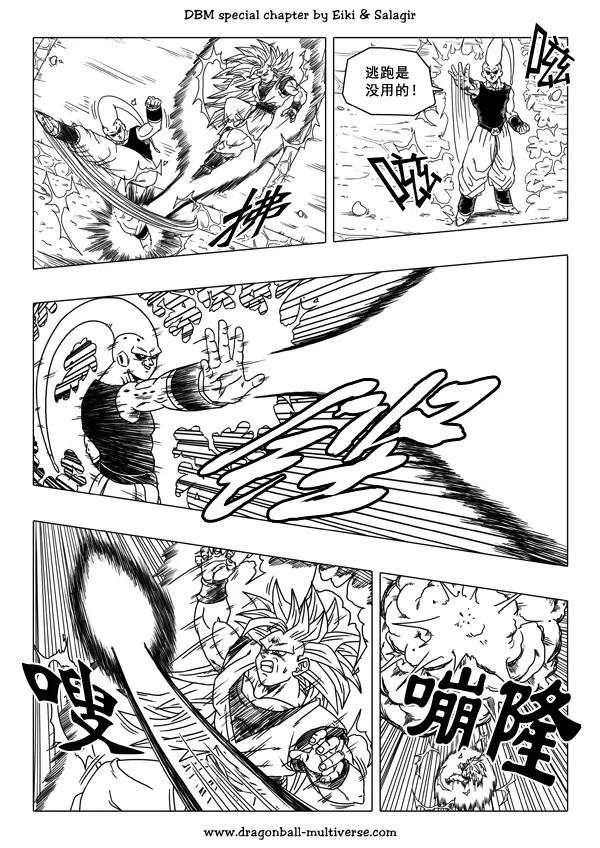 DBM special chapter by Eiki & Salagir
拂
逃跑是
没用的！
嗞
嗞
嗖
嘣
隆
www.dragonball-multiverse.com